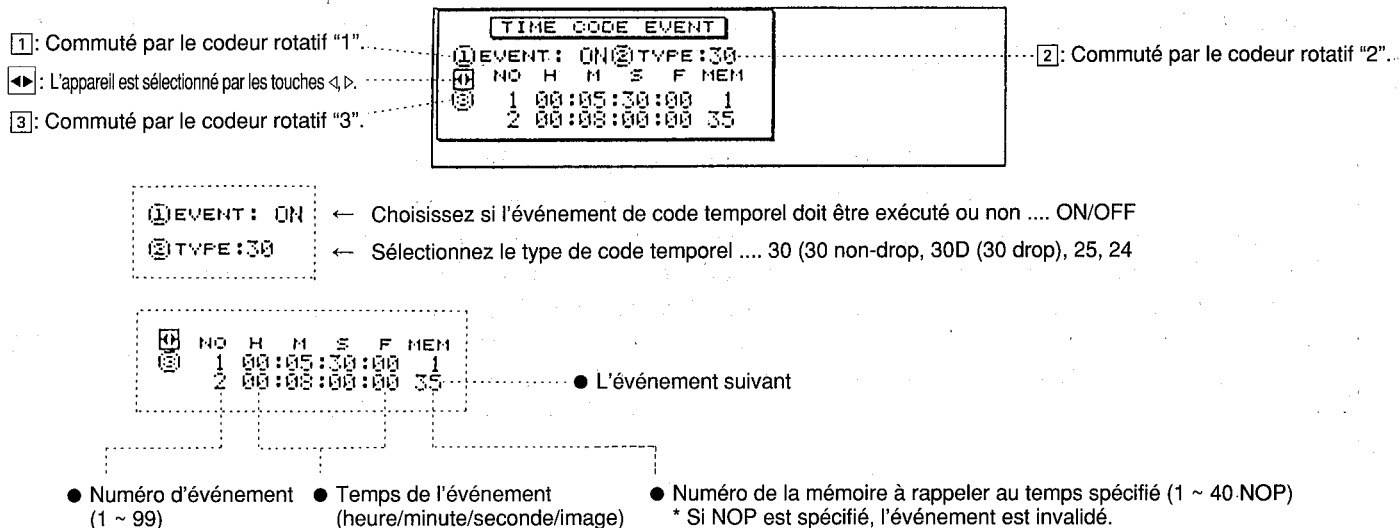 TIME CODE EVENT
1: Commuté par le codeur rotatif “1”.
①EVENT: ON②TYPE:30
2: Commuté par le codeur rotatif “2”.
◀▶: L'appareil est sélectionné par les touches ◁, ▷.
NO H M S F MEM
3: Commuté par le codeur rotatif “3”.
③ 1 00:05:30:00 1
2 00:08:00:00 35
①EVENT: ON ← Choisissez si l'événement de code temporel doit être exécuté ou non .... ON/OFF
②TYPE:30 ← Sélectionnez le type de code temporel .... 30 (30 non-drop, 30D (30 drop), 25, 24
◀▶ NO H M S F MEM
③ 1 00:05:30:00 1
2 00:08:00:00 35 ● L'événement suivant
● Numéro d'événement
(1 ~ 99)
● Temps de l'événement
(heure/minute/seconde/image)
● Numéro de la mémoire à rappeler au temps spécifié (1 ~ 40 NOP)
* Si NOP est spécifié, l'événement est invalidé.